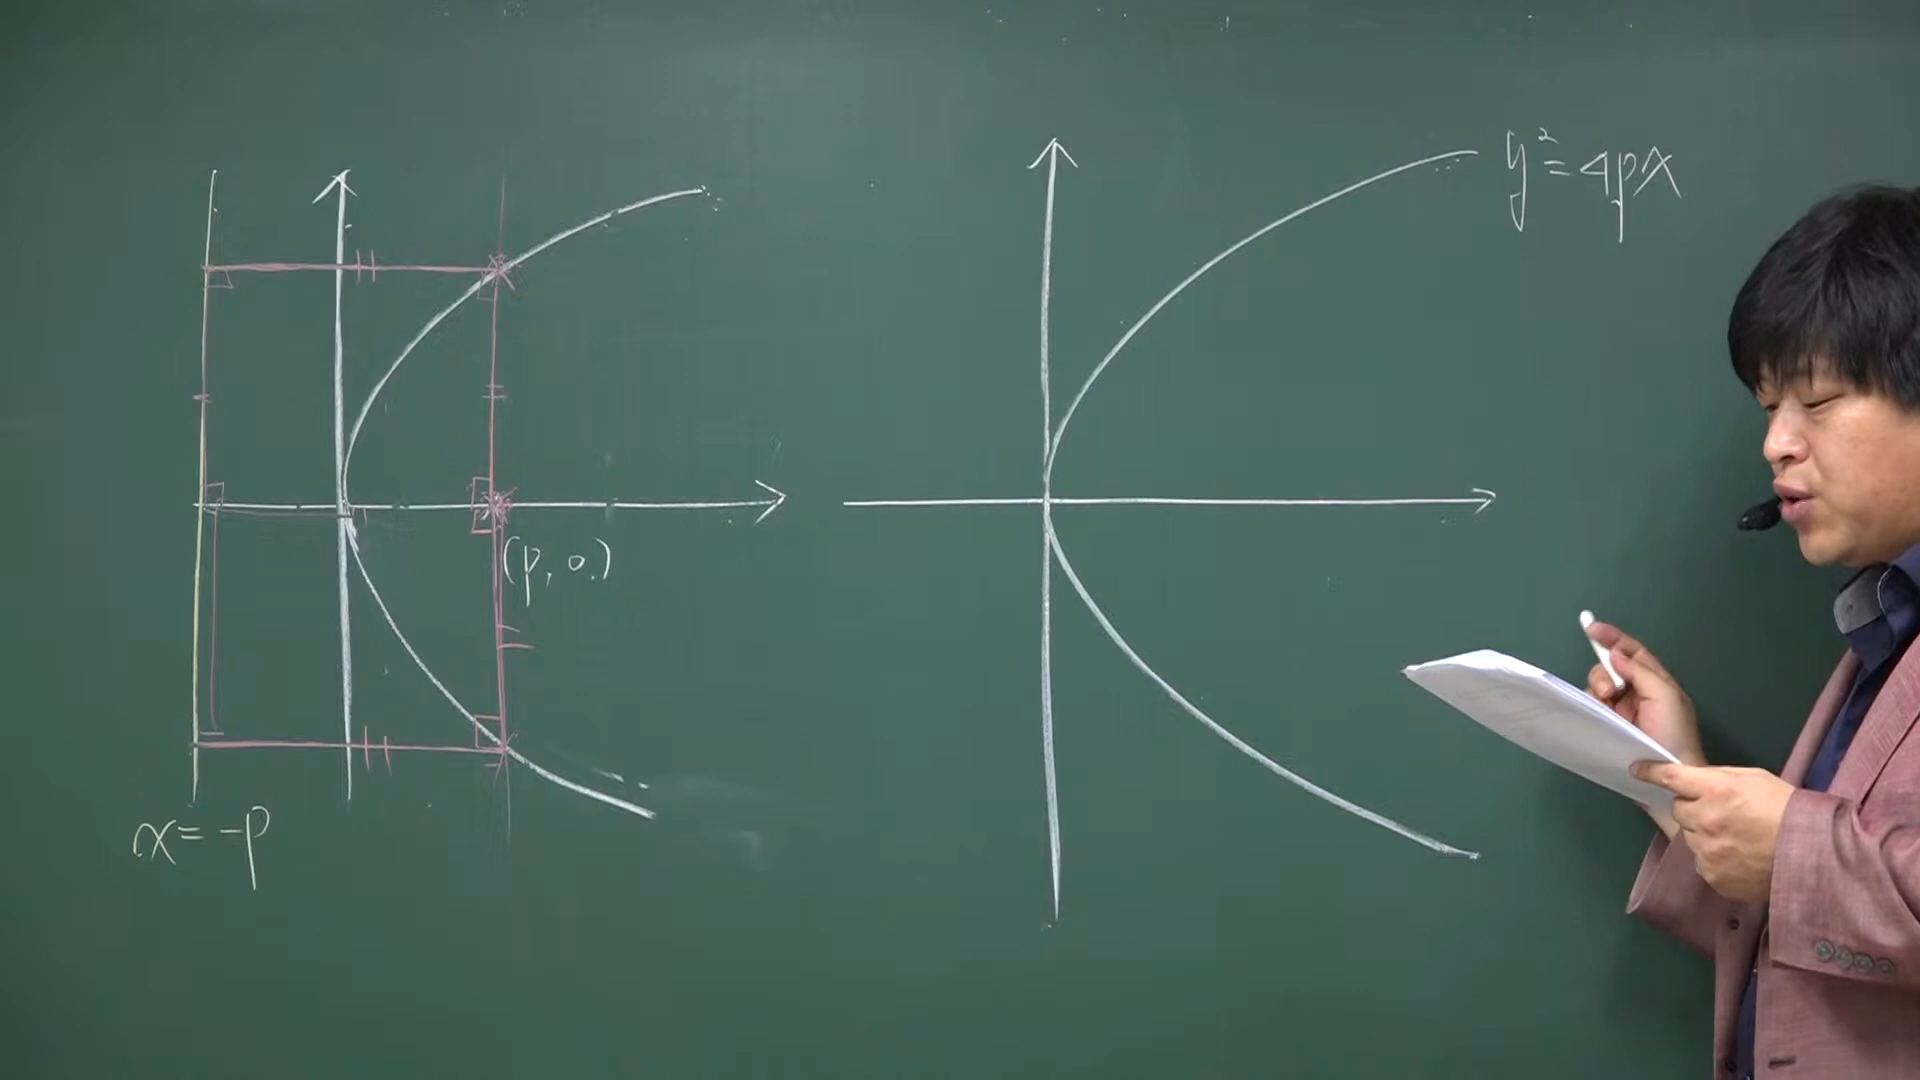 y² = 4px
(p, 0)
x = -p